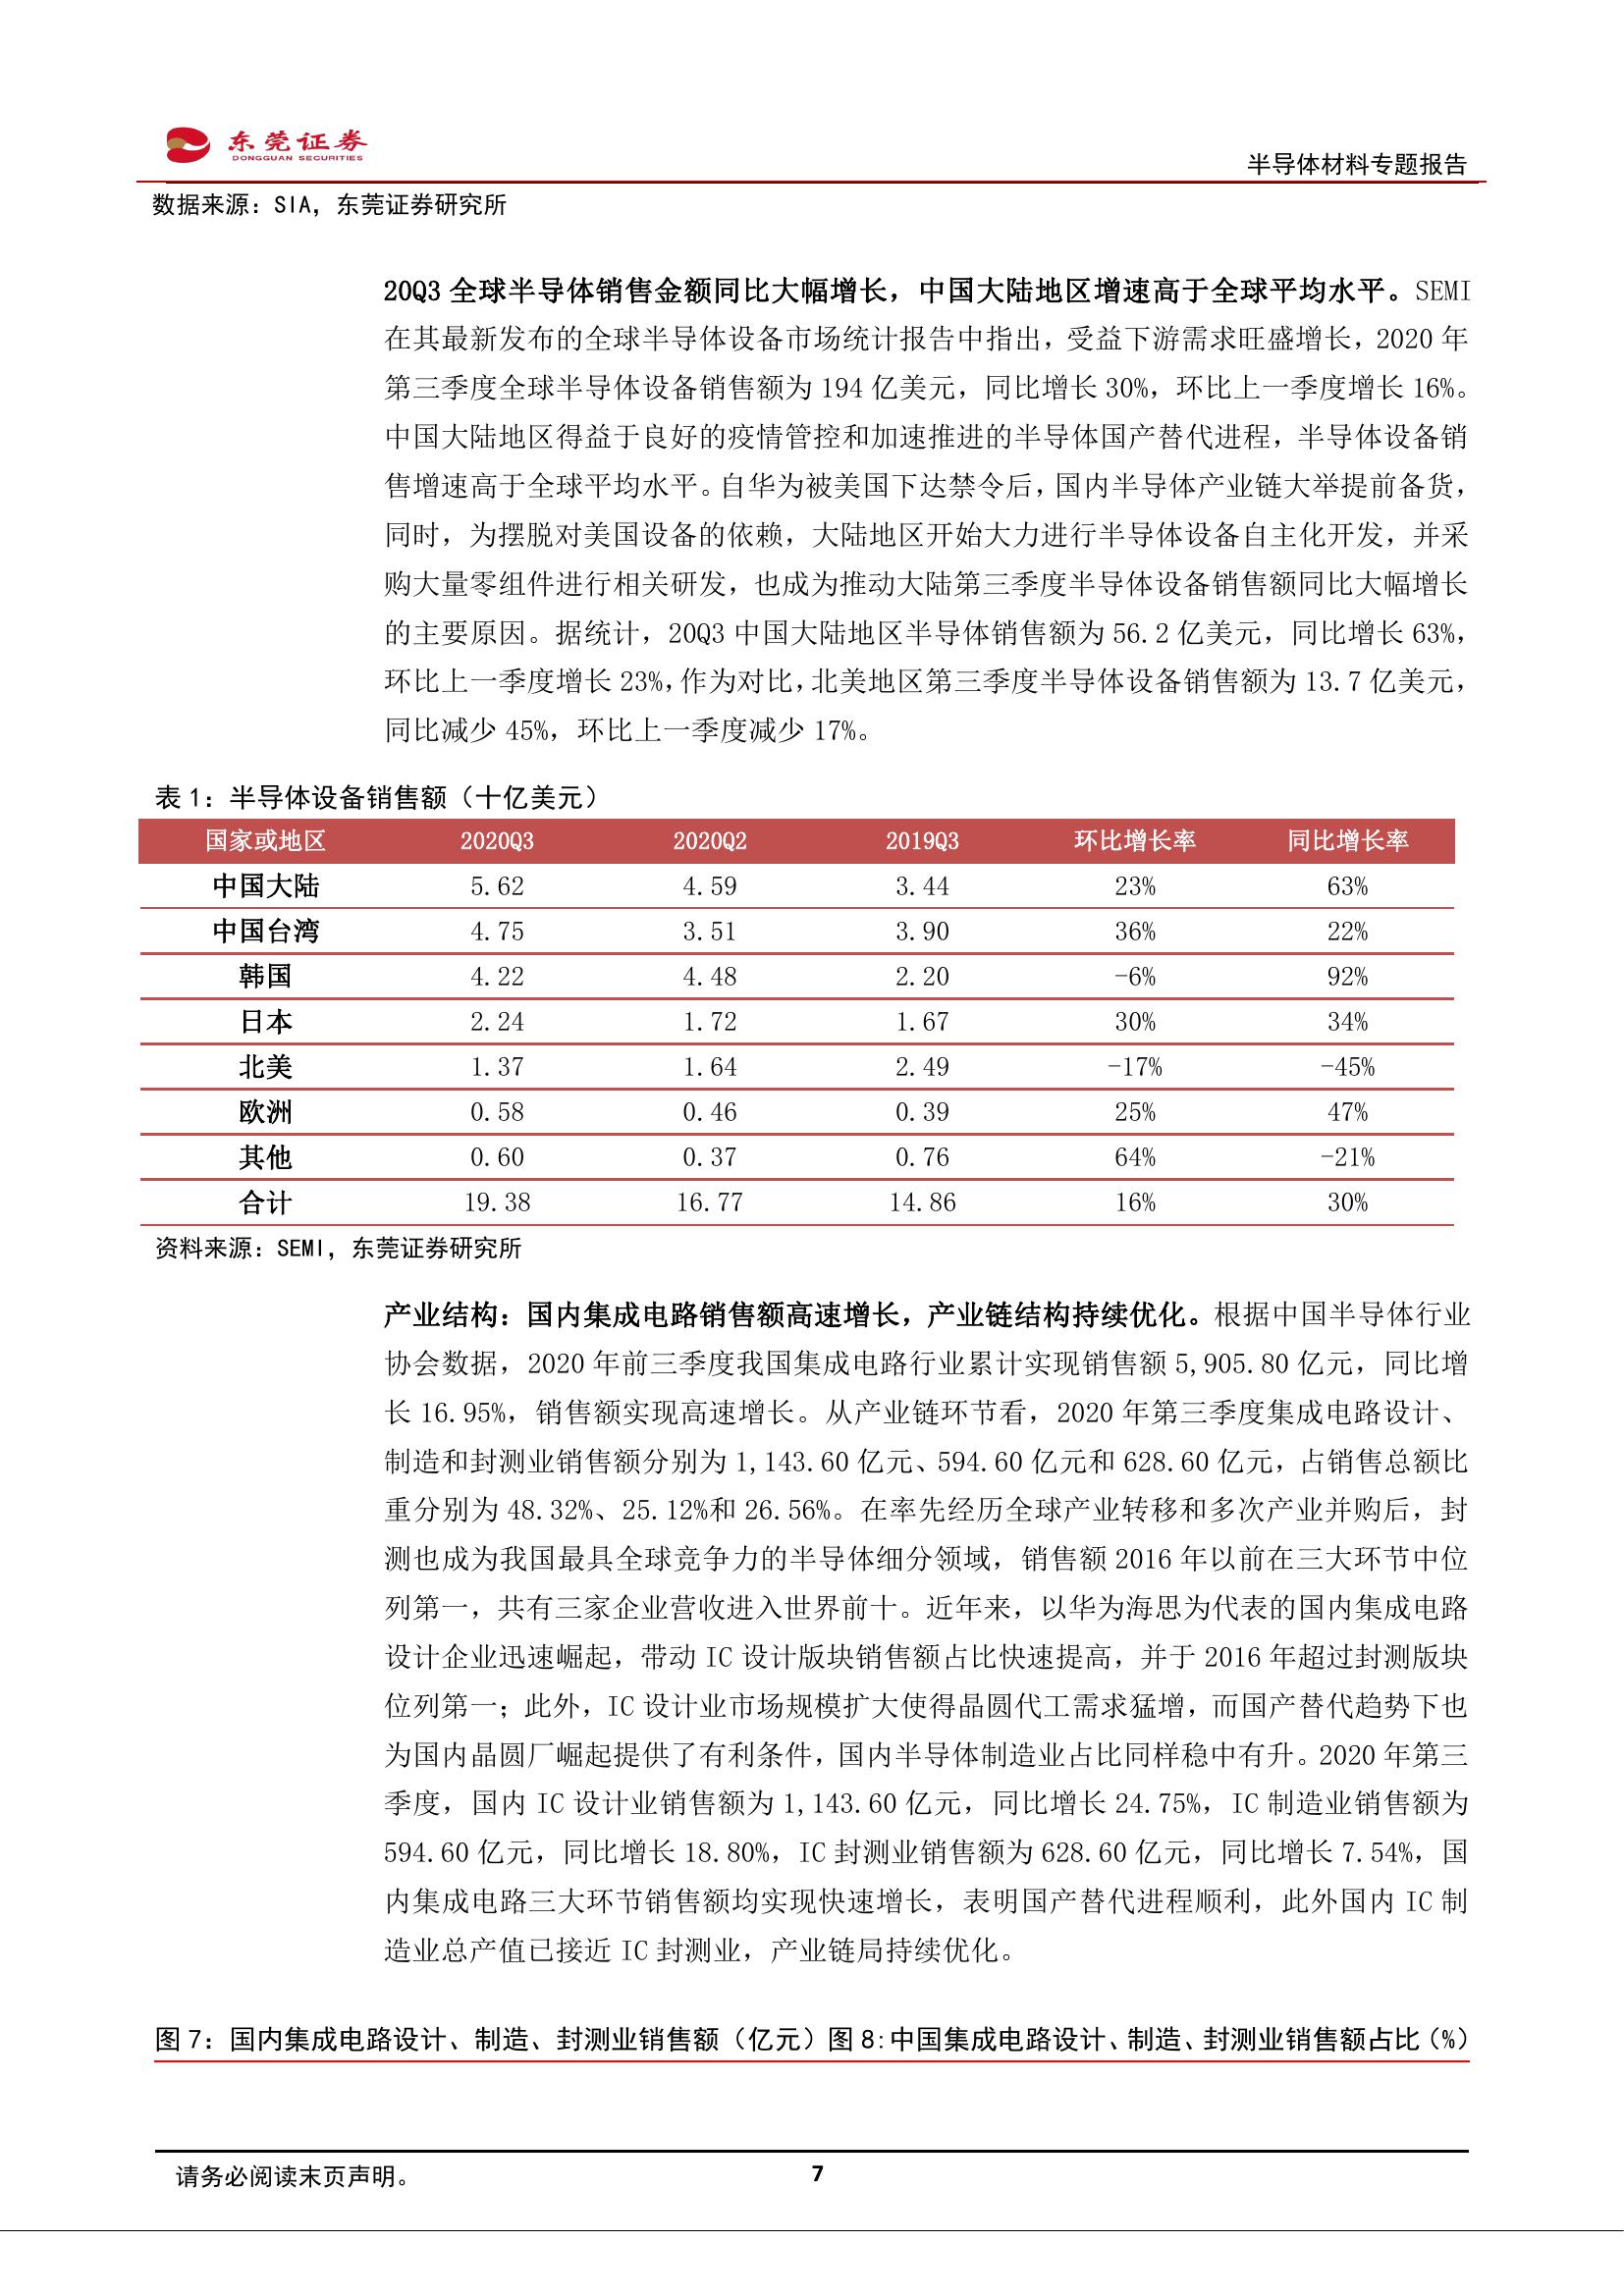 东莞证券
DONGGUAN SECURITIES
半导体材料专题报告
数据来源：SIA，东莞证券研究所
20Q3 全球半导体销售金额同比大幅增长，中国大陆地区增速高于全球平均水平。SEMI
在其最新发布的全球半导体设备市场统计报告中指出，受益下游需求旺盛增长，2020 年
第三季度全球半导体设备销售额为 194 亿美元，同比增长 30%，环比上一季度增长 16%。
中国大陆地区得益于良好的疫情管控和加速推进的半导体国产替代进程，半导体设备销
售增速高于全球平均水平。自华为被美国下达禁令后，国内半导体产业链大举提前备货，
同时，为摆脱对美国设备的依赖，大陆地区开始大力进行半导体设备自主化开发，并采
购大量零组件进行相关研发，也成为推动大陆第三季度半导体设备销售额同比大幅增长
的主要原因。据统计，20Q3 中国大陆地区半导体销售额为 56.2 亿美元，同比增长 63%，
环比上一季度增长 23%，作为对比，北美地区第三季度半导体设备销售额为 13.7 亿美元，
同比减少 45%，环比上一季度减少 17%。
表 1：半导体设备销售额（十亿美元）
国家或地区 2020Q3 2020Q2 2019Q3 环比增长率 同比增长率
中国大陆 5.62 4.59 3.44 23% 63%
中国台湾 4.75 3.51 3.90 36% 22%
韩国 4.22 4.48 2.20 -6% 92%
日本 2.24 1.72 1.67 30% 34%
北美 1.37 1.64 2.49 -17% -45%
欧洲 0.58 0.46 0.39 25% 47%
其他 0.60 0.37 0.76 64% -21%
合计 19.38 16.77 14.86 16% 30%
资料来源：SEMI，东莞证券研究所
产业结构：国内集成电路销售额高速增长，产业链结构持续优化。根据中国半导体行业
协会数据，2020 年前三季度我国集成电路行业累计实现销售额 5,905.80 亿元，同比增
长 16.95%，销售额实现高速增长。从产业链环节看，2020 年第三季度集成电路设计、
制造和封测业销售额分别为 1,143.60 亿元、594.60 亿元和 628.60 亿元，占销售总额比
重分别为 48.32%、25.12%和 26.56%。在率先经历全球产业转移和多次产业并购后，封
测也成为我国最具全球竞争力的半导体细分领域，销售额 2016 年以前在三大环节中位
列第一，共有三家企业营收进入世界前十。近年来，以华为海思为代表的国内集成电路
设计企业迅速崛起，带动 IC 设计版块销售额占比快速提高，并于 2016 年超过封测版块
位列第一；此外，IC 设计业市场规模扩大使得晶圆代工需求猛增，而国产替代趋势下也
为国内晶圆厂崛起提供了有利条件，国内半导体制造业占比同样稳中有升。2020 年第三
季度，国内 IC 设计业销售额为 1,143.60 亿元，同比增长 24.75%，IC 制造业销售额为
594.60 亿元，同比增长 18.80%，IC 封测业销售额为 628.60 亿元，同比增长 7.54%，国
内集成电路三大环节销售额均实现快速增长，表明国产替代进程顺利，此外国内 IC 制
造业总产值已接近 IC 封测业，产业链局持续优化。
图 7：国内集成电路设计、制造、封测业销售额（亿元）图 8:中国集成电路设计、制造、封测业销售额占比（%）
请务必阅读末页声明。 7